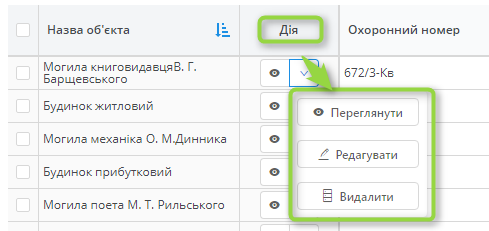 Назва об'єкта Дія Охоронний номер
Могила книговидавцяВ. Г.
Барщевського
672/3-Кв
Будинок житловий
Переглянути
Могила механіка О. М.Динника
Редагувати
Будинок прибутковий
Видалити
Могила поета М. Т. Рильського